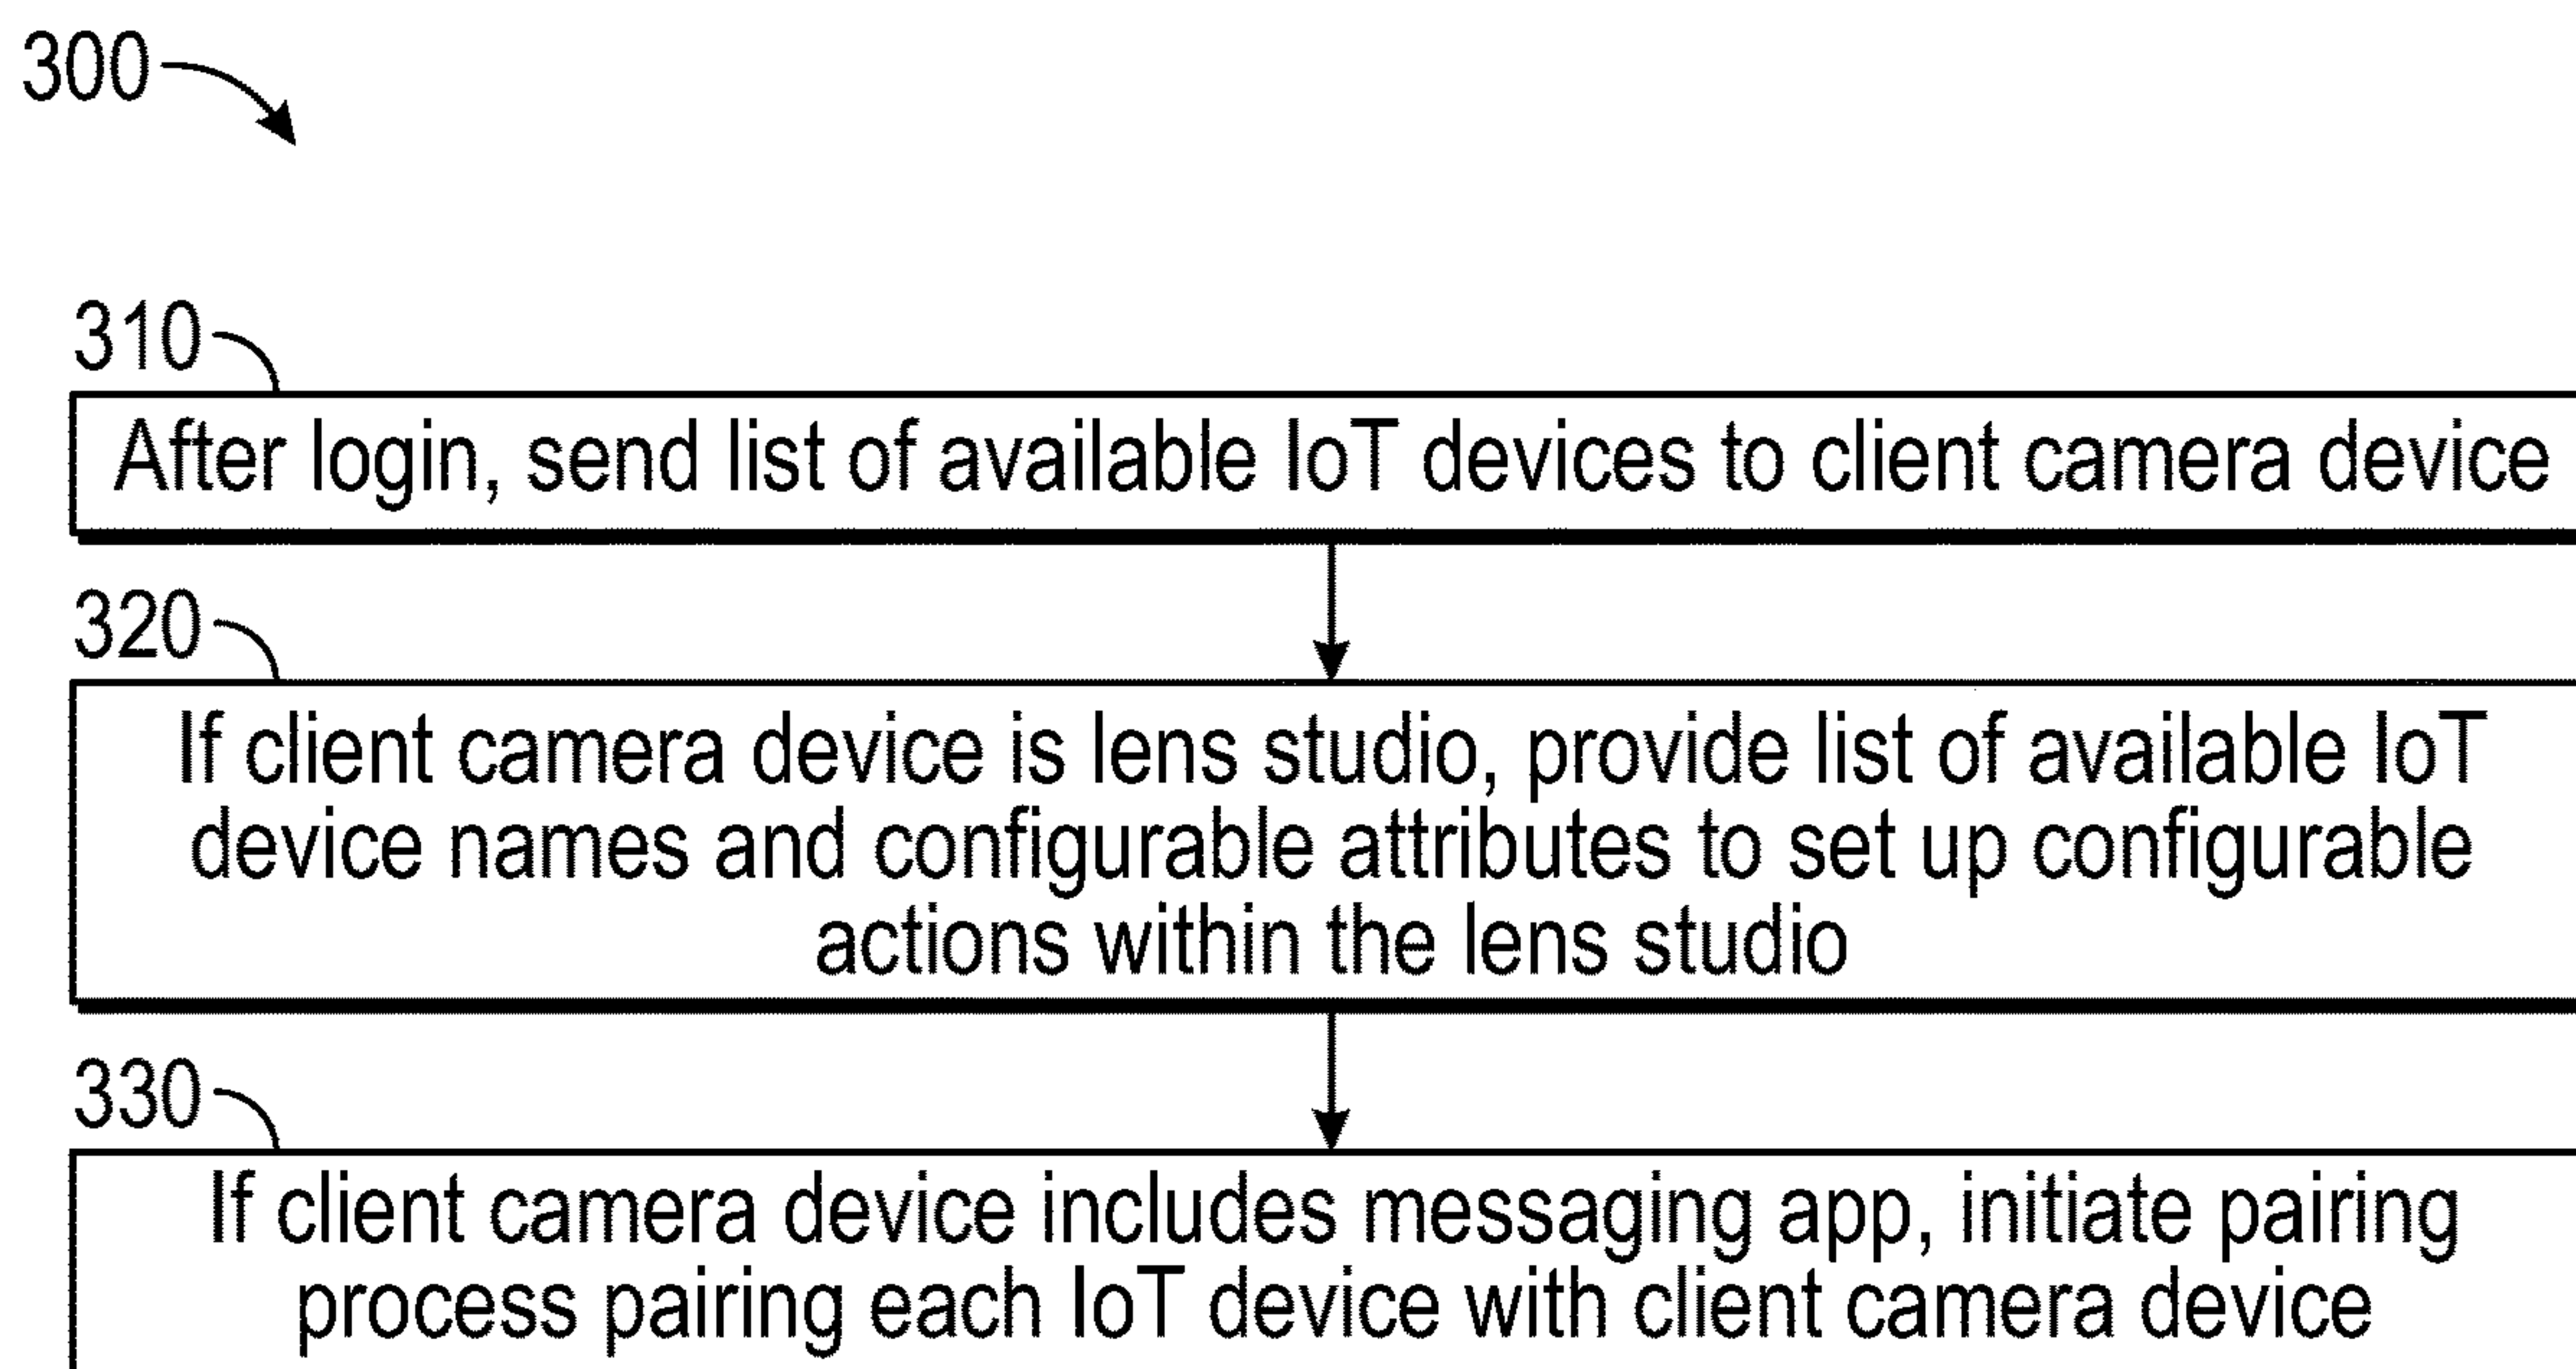 300
310
After login, send list of available IoT devices to client camera device
320
If client camera device is lens studio, provide list of available IoT
device names and configurable attributes to set up configurable
actions within the lens studio
330
If client camera device includes messaging app, initiate pairing
process pairing each IoT device with client camera device